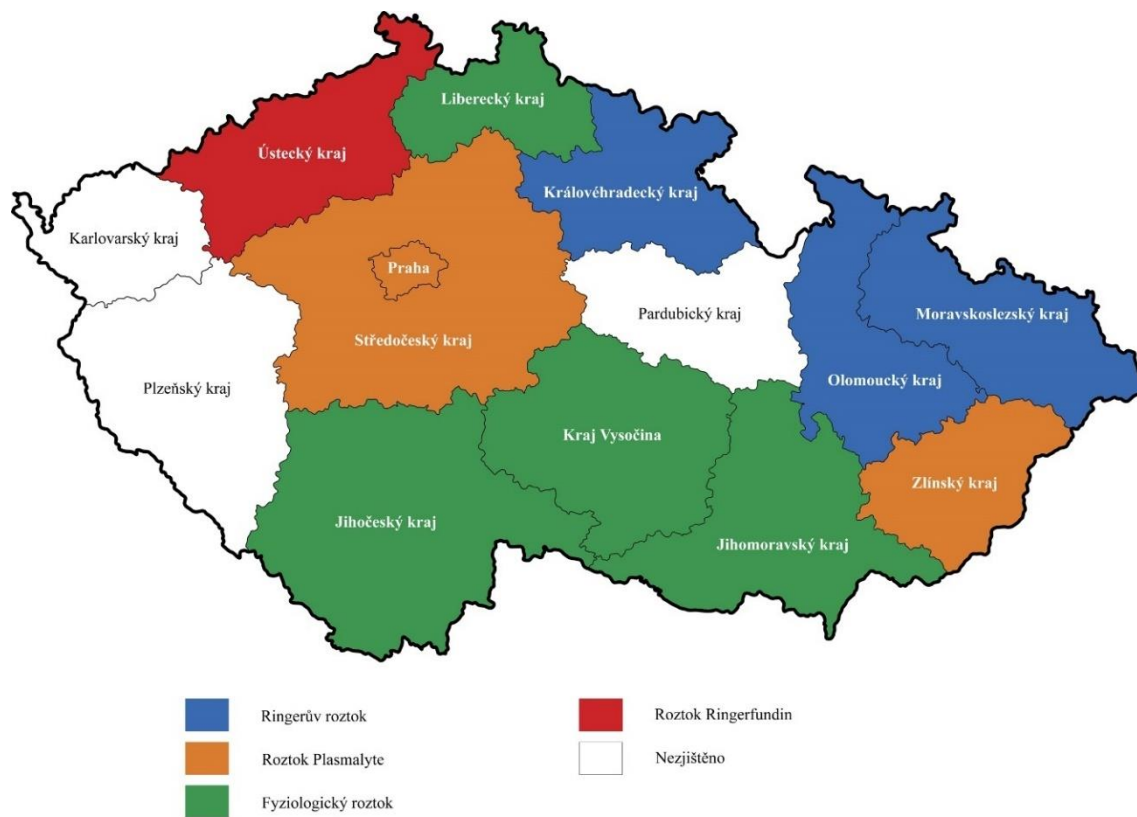 Liberecký kraj
Ústecký kraj
Královéhradecký kraj
Karlovarský kraj
Praha
Pardubický kraj
Moravskoslezský kraj
Středočeský kraj
Olomoucký kraj
Plzeňský kraj
Kraj Vysočina
Zlínský kraj
Jihočeský kraj
Jihomoravský kraj
Ringerův roztok
Roztok Plasmalyte
Fyziologický roztok
Roztok Ringerfundin
Nezjištěno